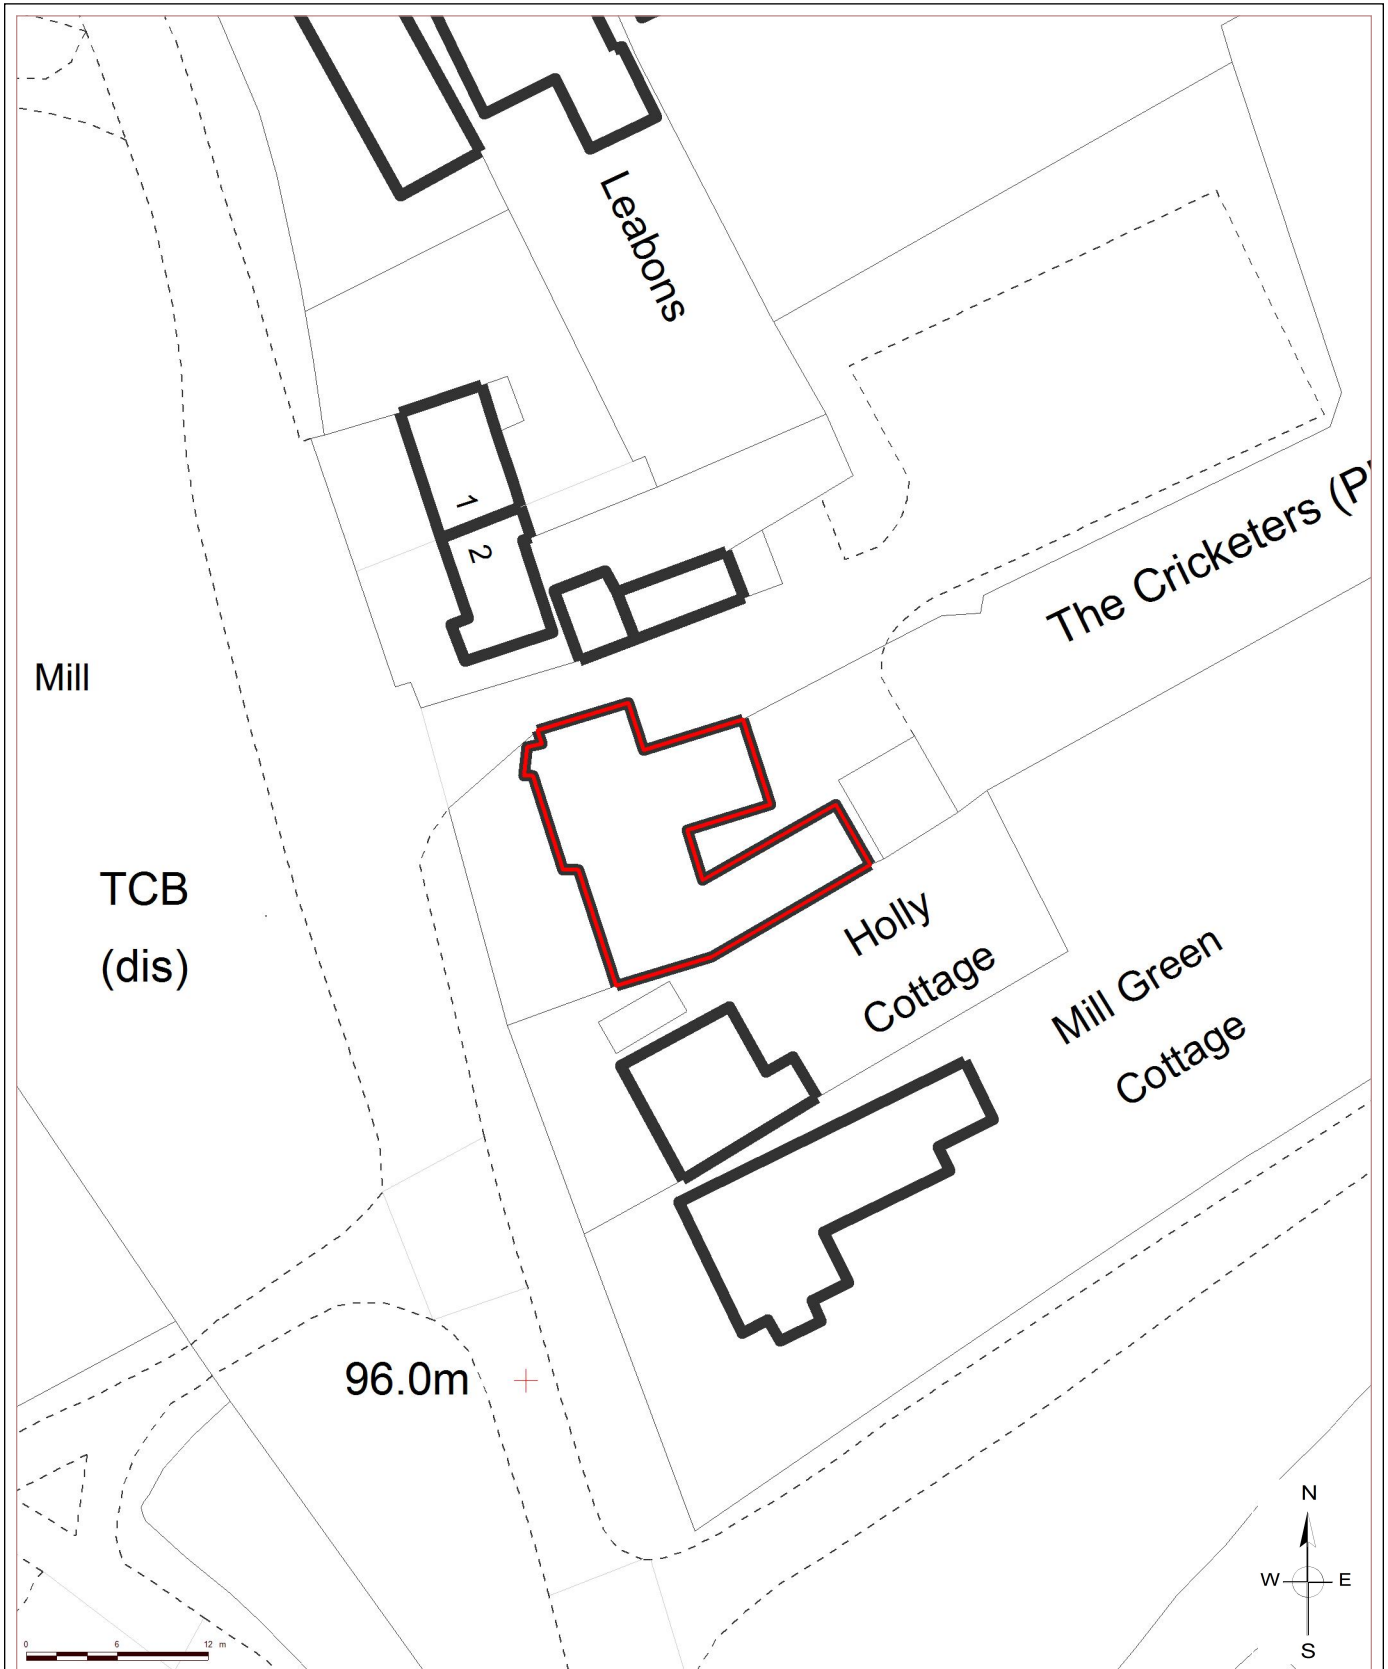 Leabons
1
2
The Cricketers (P
Mill
TCB
(dis)
Holly
Cottage
Mill Green
Cottage
96.0m
N
W E
S
0 6 12 m